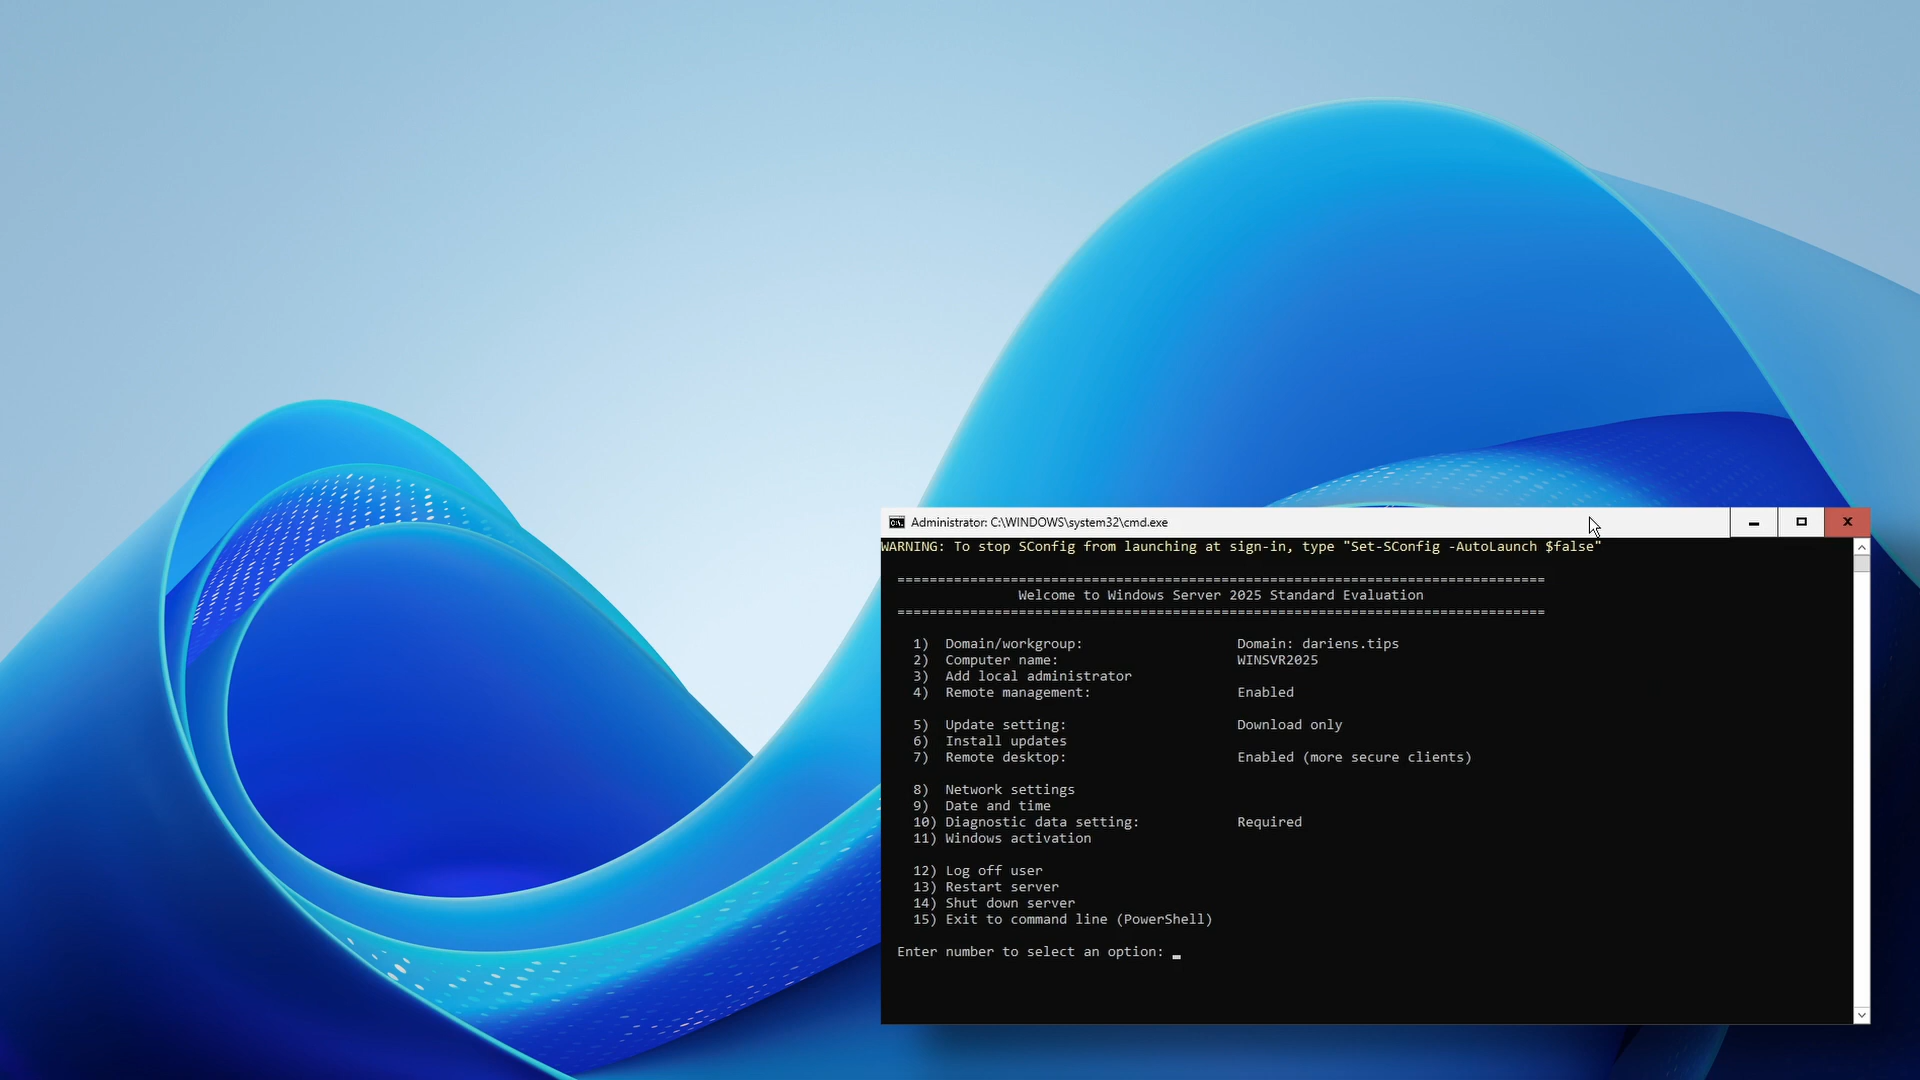 Administrator: C:\WINDOWS\system32\cmd.exe
WARNING: To stop SConfig from launching at sign-in, type "Set-SConfig -AutoLaunch $false"
================================================================================
Welcome to Windows Server 2025 Standard Evaluation
================================================================================
1) Domain/workgroup: Domain: dariens.tips
2) Computer name: WINSVR2025
3) Add local administrator
4) Remote management: Enabled
5) Update setting: Download only
6) Install updates
7) Remote desktop: Enabled (more secure clients)
8) Network settings
9) Date and time
10) Diagnostic data setting: Required
11) Windows activation
12) Log off user
13) Restart server
14) Shut down server
15) Exit to command line (PowerShell)
Enter number to select an option: